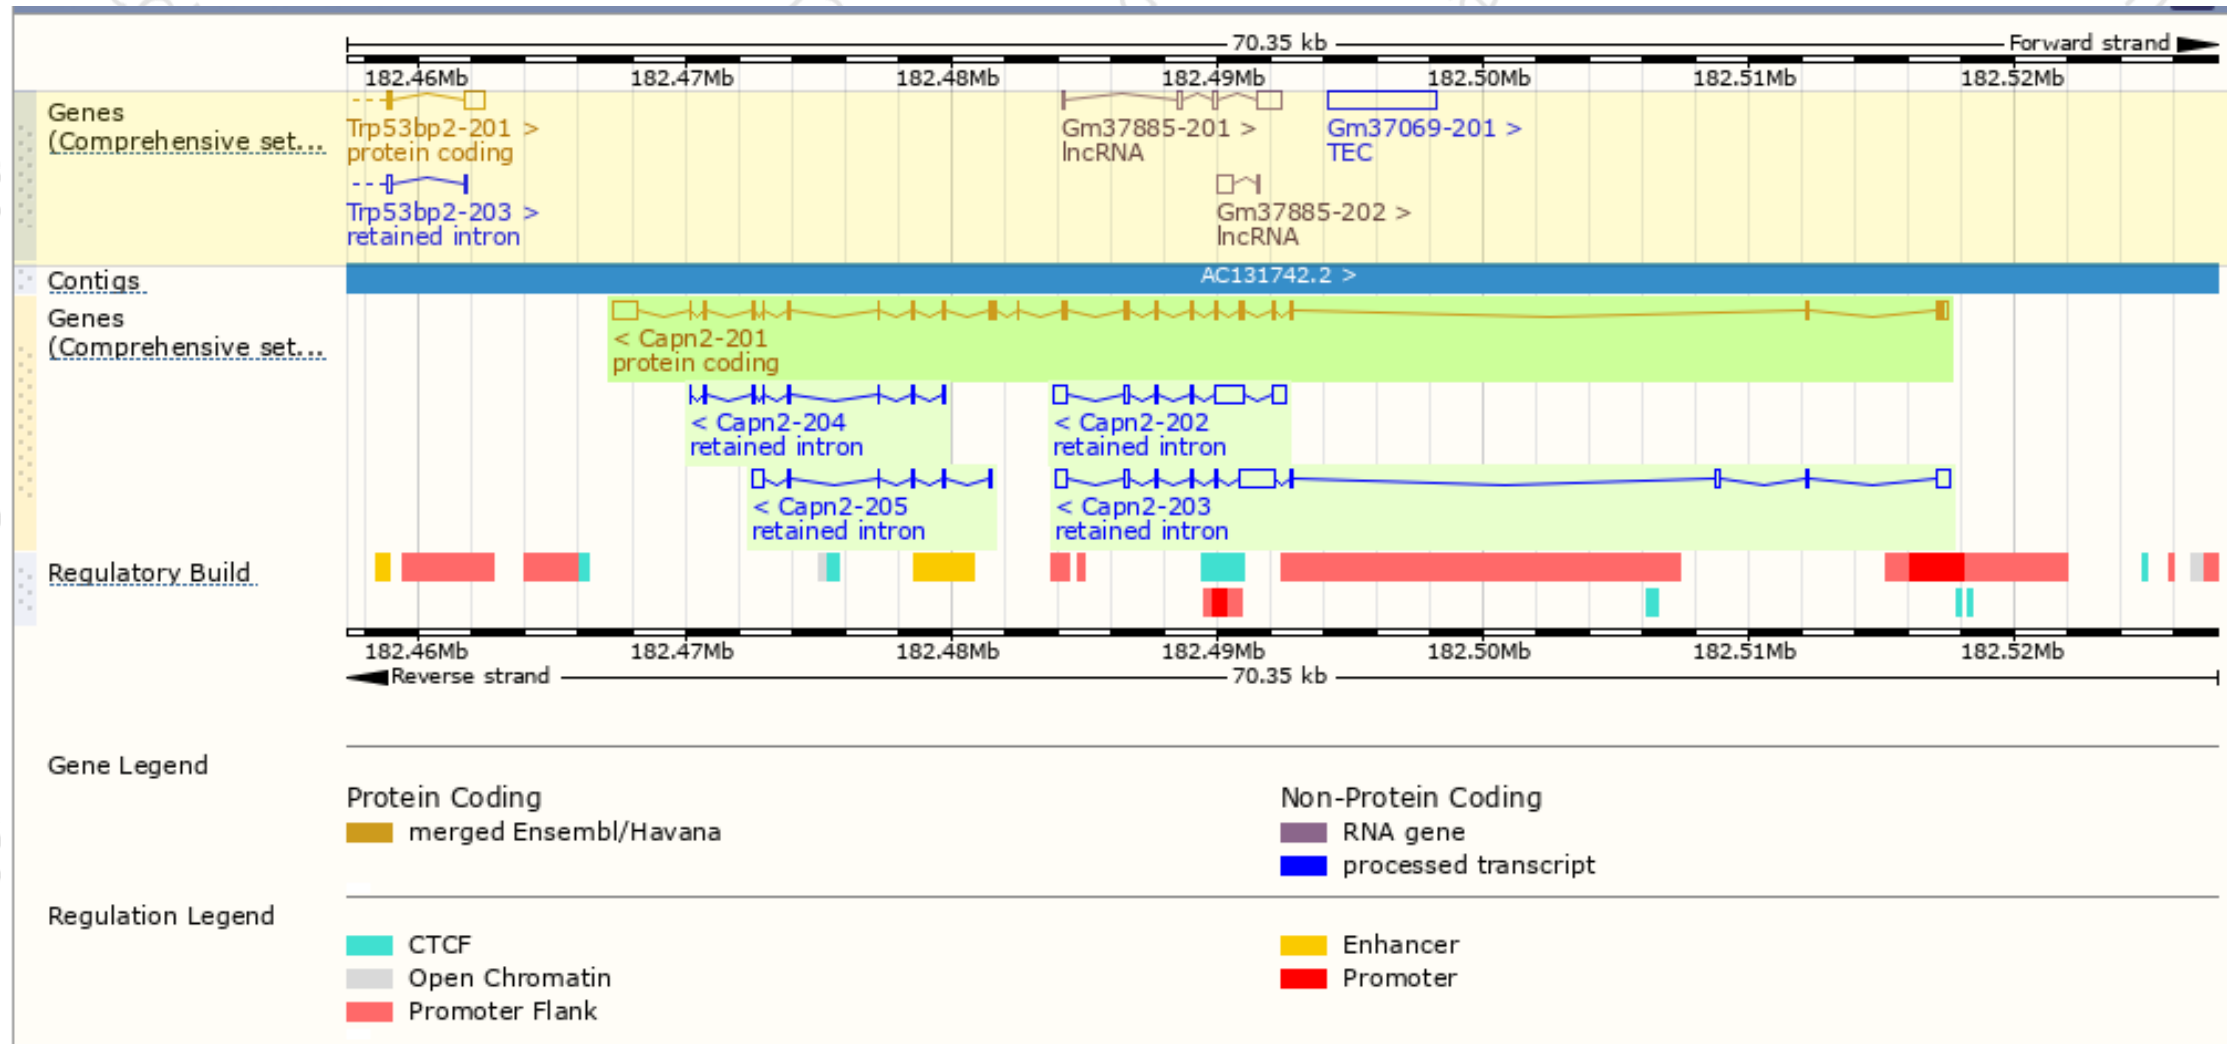 70.35 kb Forward strand
182.46Mb 182.47Mb 182.48Mb 182.49Mb 182.50Mb 182.51Mb 182.52Mb
Genes
(Comprehensive set...
Trp53bp2-201 >
protein coding
Gm37885-201 >
lncRNA
Gm37069-201 >
TEC
Trp53bp2-203 >
retained intron
Gm37885-202 >
lncRNA
Contigs
AC131742.2 >
Genes
(Comprehensive set...
< Capn2-201
protein coding
< Capn2-204
retained intron
< Capn2-202
retained intron
< Capn2-205
retained intron
< Capn2-203
retained intron
Regulatory Build
182.46Mb 182.47Mb 182.48Mb 182.49Mb 182.50Mb 182.51Mb 182.52Mb
Reverse strand 70.35 kb
Gene Legend
Protein Coding
merged Ensembl/Havana
Non-Protein Coding
RNA gene
processed transcript
Regulation Legend
CTCF
Open Chromatin
Promoter Flank
Enhancer
Promoter